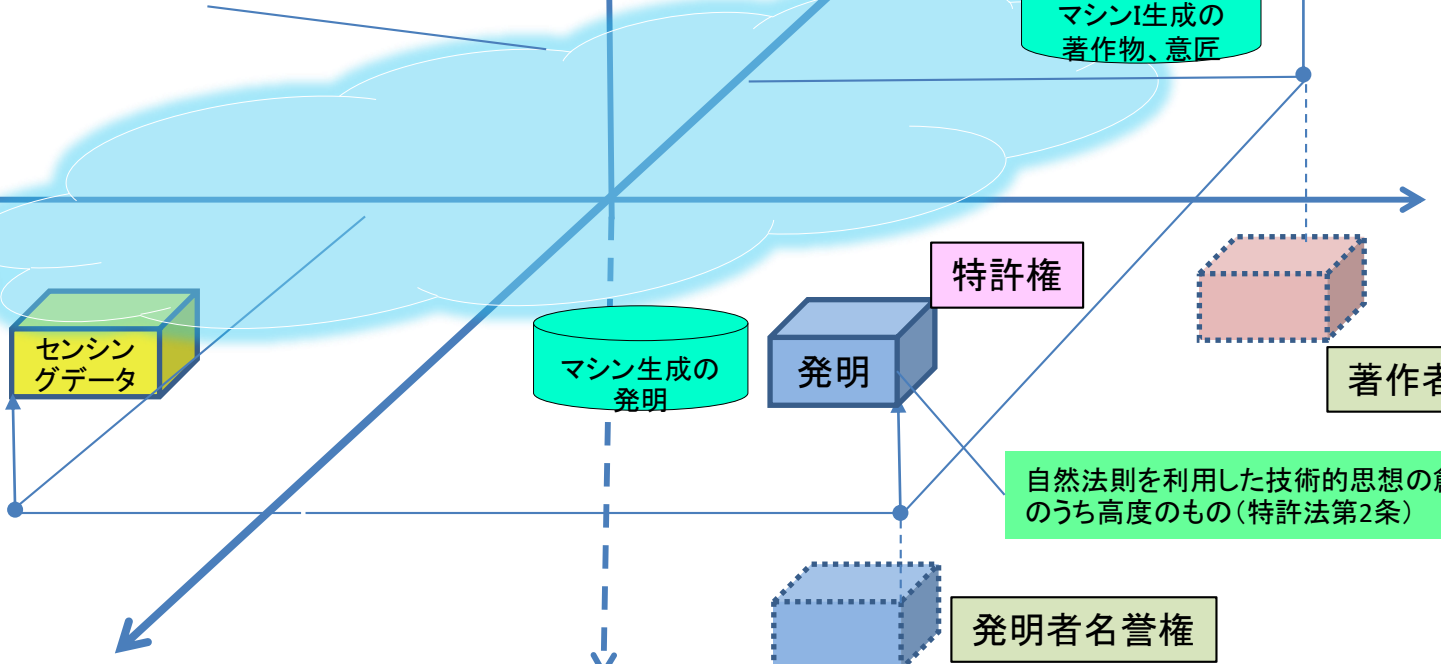 マシンI生成の
著作物、意匠
特許権
センシン
グデータ
マシン生成の
発明
発明
著作者
自然法則を利用した技術的思想の
のうち高度のもの(特許法第2条)
発明者名誉権